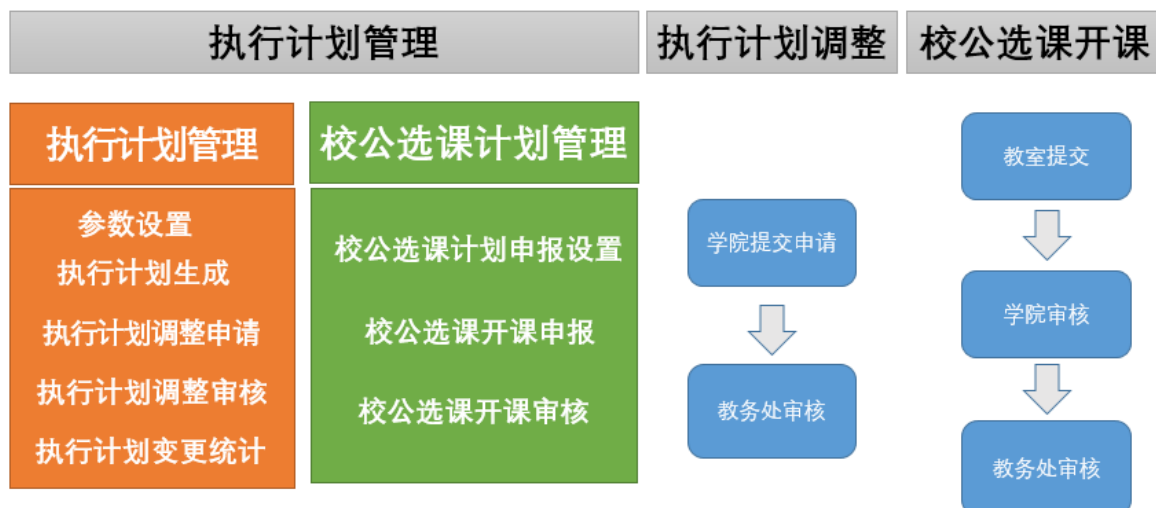 执行计划管理
执行计划调整
校公选课开课
执行计划管理
参数设置
执行计划生成
执行计划调整申请
执行计划调整审核
执行计划变更统计
校公选课计划管理
校公选课计划申报设置
校公选课开课申报
校公选课开课审核
学院提交申请
教务处审核
教室提交
学院审核
教务处审核